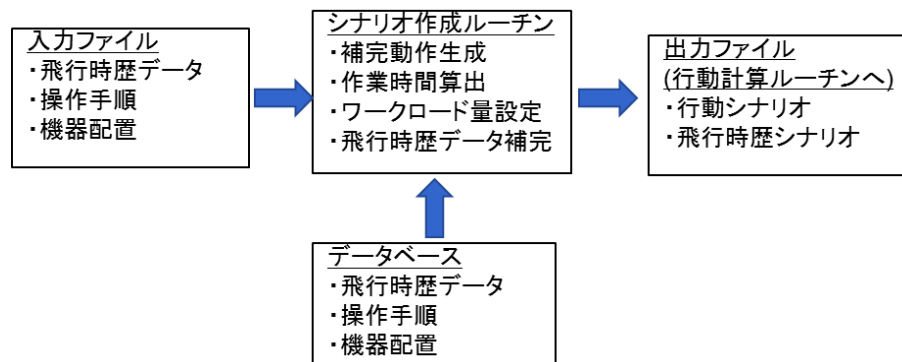 入力ファイル
・飛行時歴データ
・操作手順
・機器配置
シナリオ作成ルーチン
・補完動作生成
・作業時間算出
・ワークロード量設定
・飛行時歴データ補完
出力ファイル
(行動計算ルーチンへ)
・行動シナリオ
・飛行時歴シナリオ
データベース
・飛行時歴データ
・操作手順
・機器配置